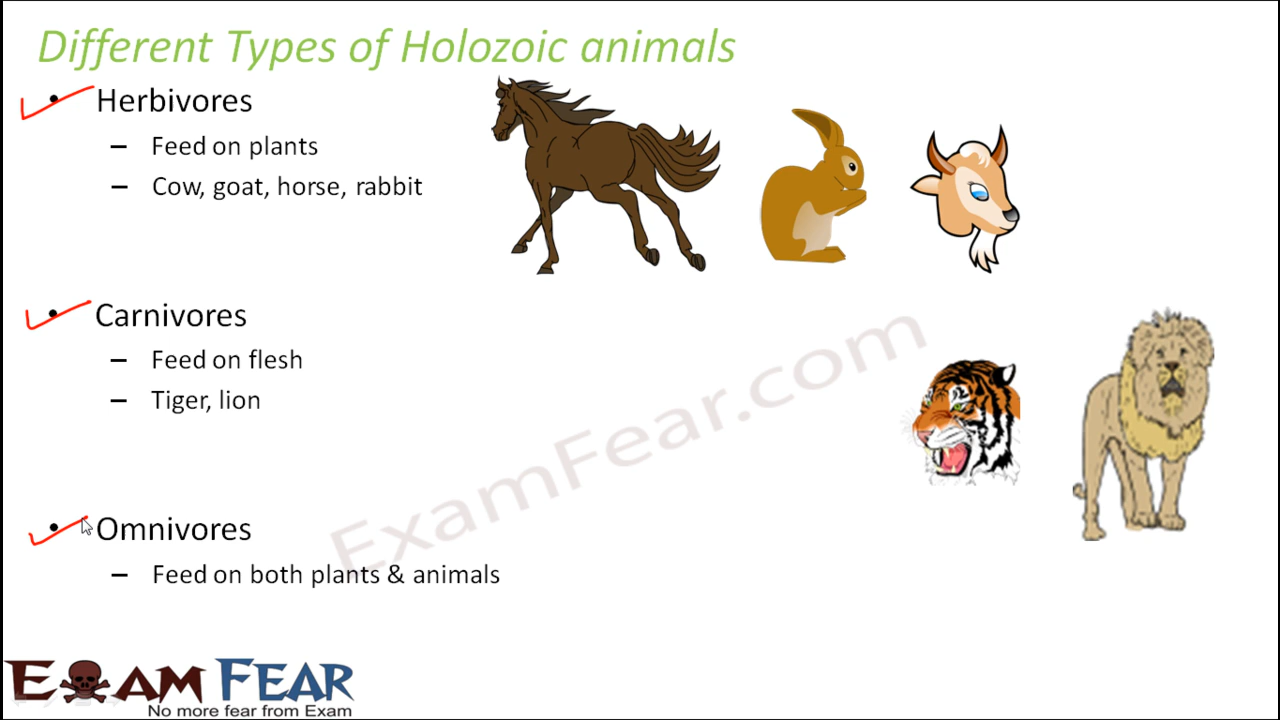 Different Types of Holozoic animals
• Herbivores
– Feed on plants
– Cow, goat, horse, rabbit
• Carnivores
– Feed on flesh
– Tiger, lion
• Omnivores
– Feed on both plants & animals
ExamFear.com
EXAM FEAR
No more fear from Exam